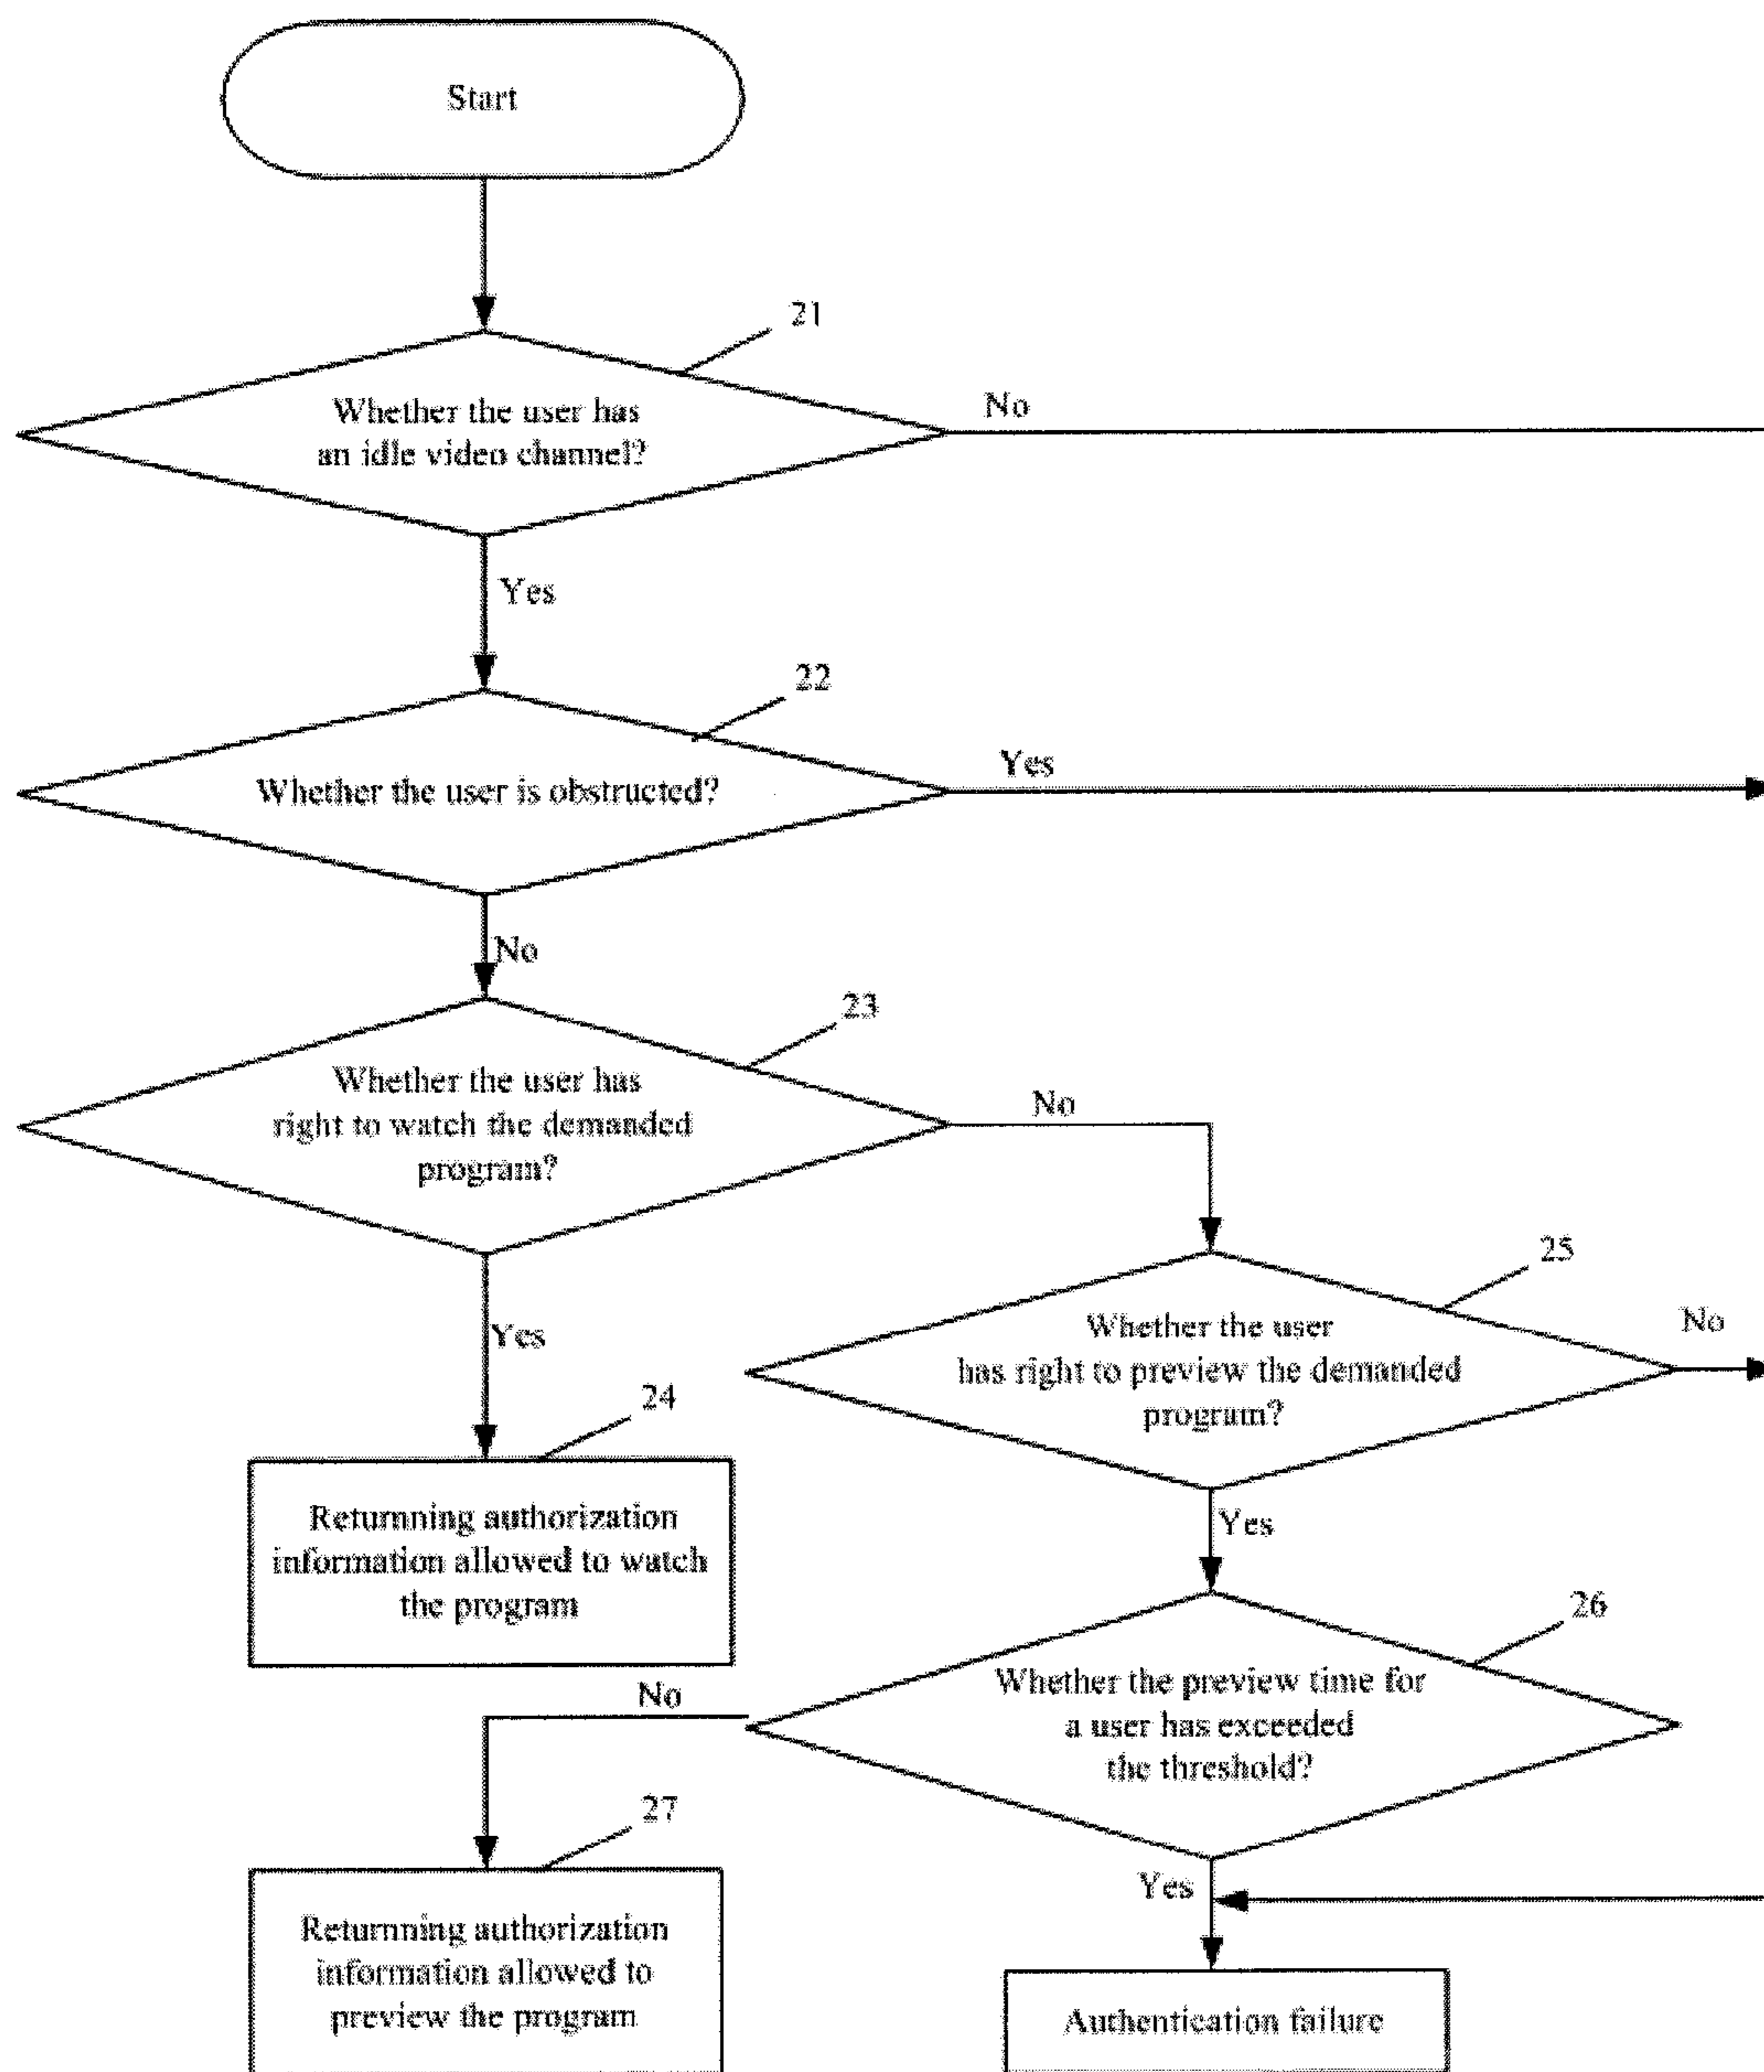 Start
21
Whether the user has
an idle video channel?
No
Yes
22
Whether the user is obstructed?
Yes
No
23
Whether the user has
right to watch the demanded
program?
No
Yes
25
Whether the user
has right to preview the demanded
program?
No
Yes
24
Returnning authorization
information allowed to watch
the program
26
Whether the preview time for
a user has exceeded
the threshold?
No
Yes
27
Returnning authorization
information allowed to
preview the program
Authentication failure